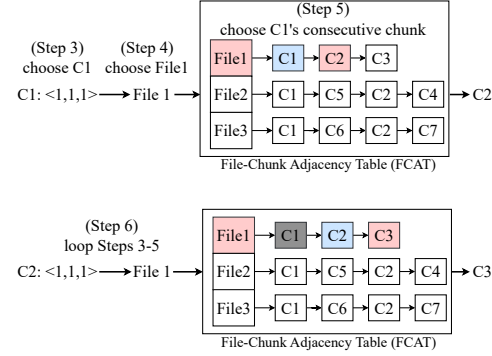 (Step 5)
choose C1's consecutive chunk
(Step 3)
choose C1
(Step 4)
choose File1
C1: <1,1,1>
File 1
File1 C1 C2 C3
File2 C1 C5 C2 C4
File3 C1 C6 C2 C7
C2
File-Chunk Adjacency Table (FCAT)
(Step 6)
loop Steps 3-5
C2: <1,1,1>
File 1
File1 C1 C2 C3
File2 C1 C5 C2 C4
File3 C1 C6 C2 C7
C3
File-Chunk Adjacency Table (FCAT)